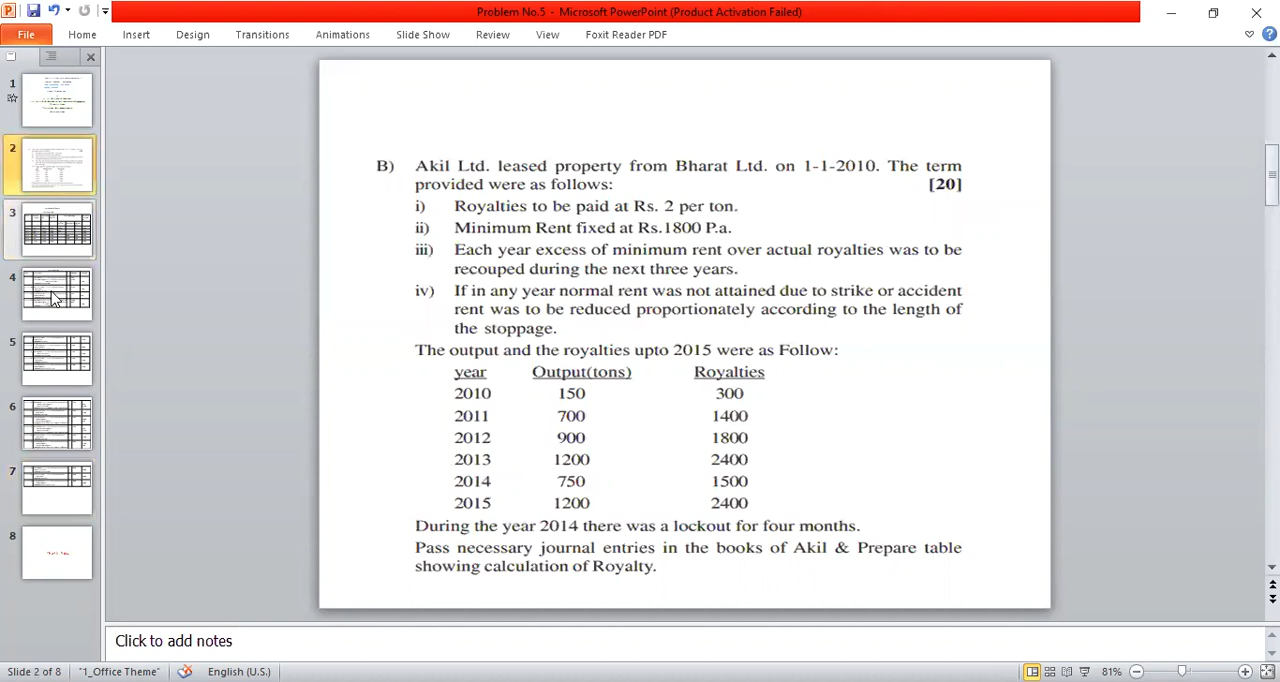 Problem No.5 - Microsoft PowerPoint (Product Activation Failed)
File Home Insert Design Transitions Animations Slide Show Review View Foxit Reader PDF
1
2
3
4
5
6
7
8
B) Akil Ltd. leased property from Bharat Ltd. on 1-1-2010. The term
provided were as follows: [20]
i) Royalties to be paid at Rs. 2 per ton.
ii) Minimum Rent fixed at Rs.1800 P.a.
iii) Each year excess of minimum rent over actual royalties was to be
recouped during the next three years.
iv) If in any year normal rent was not attained due to strike or accident
rent was to be reduced proportionately according to the length of
the stoppage.
The output and the royalties upto 2015 were as Follow:
year Output(tons) Royalties
2010 150 300
2011 700 1400
2012 900 1800
2013 1200 2400
2014 750 1500
2015 1200 2400
During the year 2014 there was a lockout for four months.
Pass necessary journal entries in the books of Akil & Prepare table
showing calculation of Royalty.
Click to add notes
Slide 2 of 8 "1_Office Theme" English (U.S.) 81%